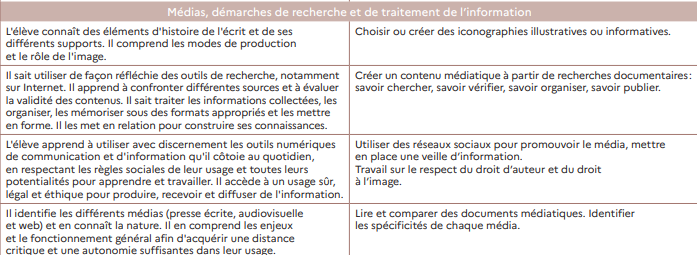 Médias, démarches de recherche et de traitement de l'information
L'élève connaît des éléments d'histoire de l'écrit et de ses
différents supports. Il comprend les modes de production
et le rôle de l'image.
Choisir ou créer des iconographies illustratives ou informatives.
Il sait utiliser de façon réfléchie des outils de recherche, notamment
sur Internet. Il apprend à confronter différentes sources et à évaluer
la validité des contenus. Il sait traiter les informations collectées, les
organiser, les mémoriser sous des formats appropriés et les mettre
en forme. Il les met en relation pour construire ses connaissances.
Créer un contenu médiatique à partir de recherches documentaires :
savoir chercher, savoir vérifier, savoir organiser, savoir publier.
L'élève apprend à utiliser avec discernement les outils numériques
de communication et d'information qu'il côtoie au quotidien,
en respectant les règles sociales de leur usage et toutes leurs
potentialités pour apprendre et travailler. Il accède à un usage sûr,
légal et éthique pour produire, recevoir et diffuser de l'information.
Utiliser des réseaux sociaux pour promouvoir le média, mettre
en place une veille d'information.
Travail sur le respect du droit d'auteur et du droit
à l'image.
Il identifie les différents médias (presse écrite, audiovisuelle
et web) et en connaît la nature. Il en comprend les enjeux
et le fonctionnement général afin d'acquérir une distance
critique et une autonomie suffisantes dans leur usage.
Lire et comparer des documents médiatiques. Identifier
les spécificités de chaque média.